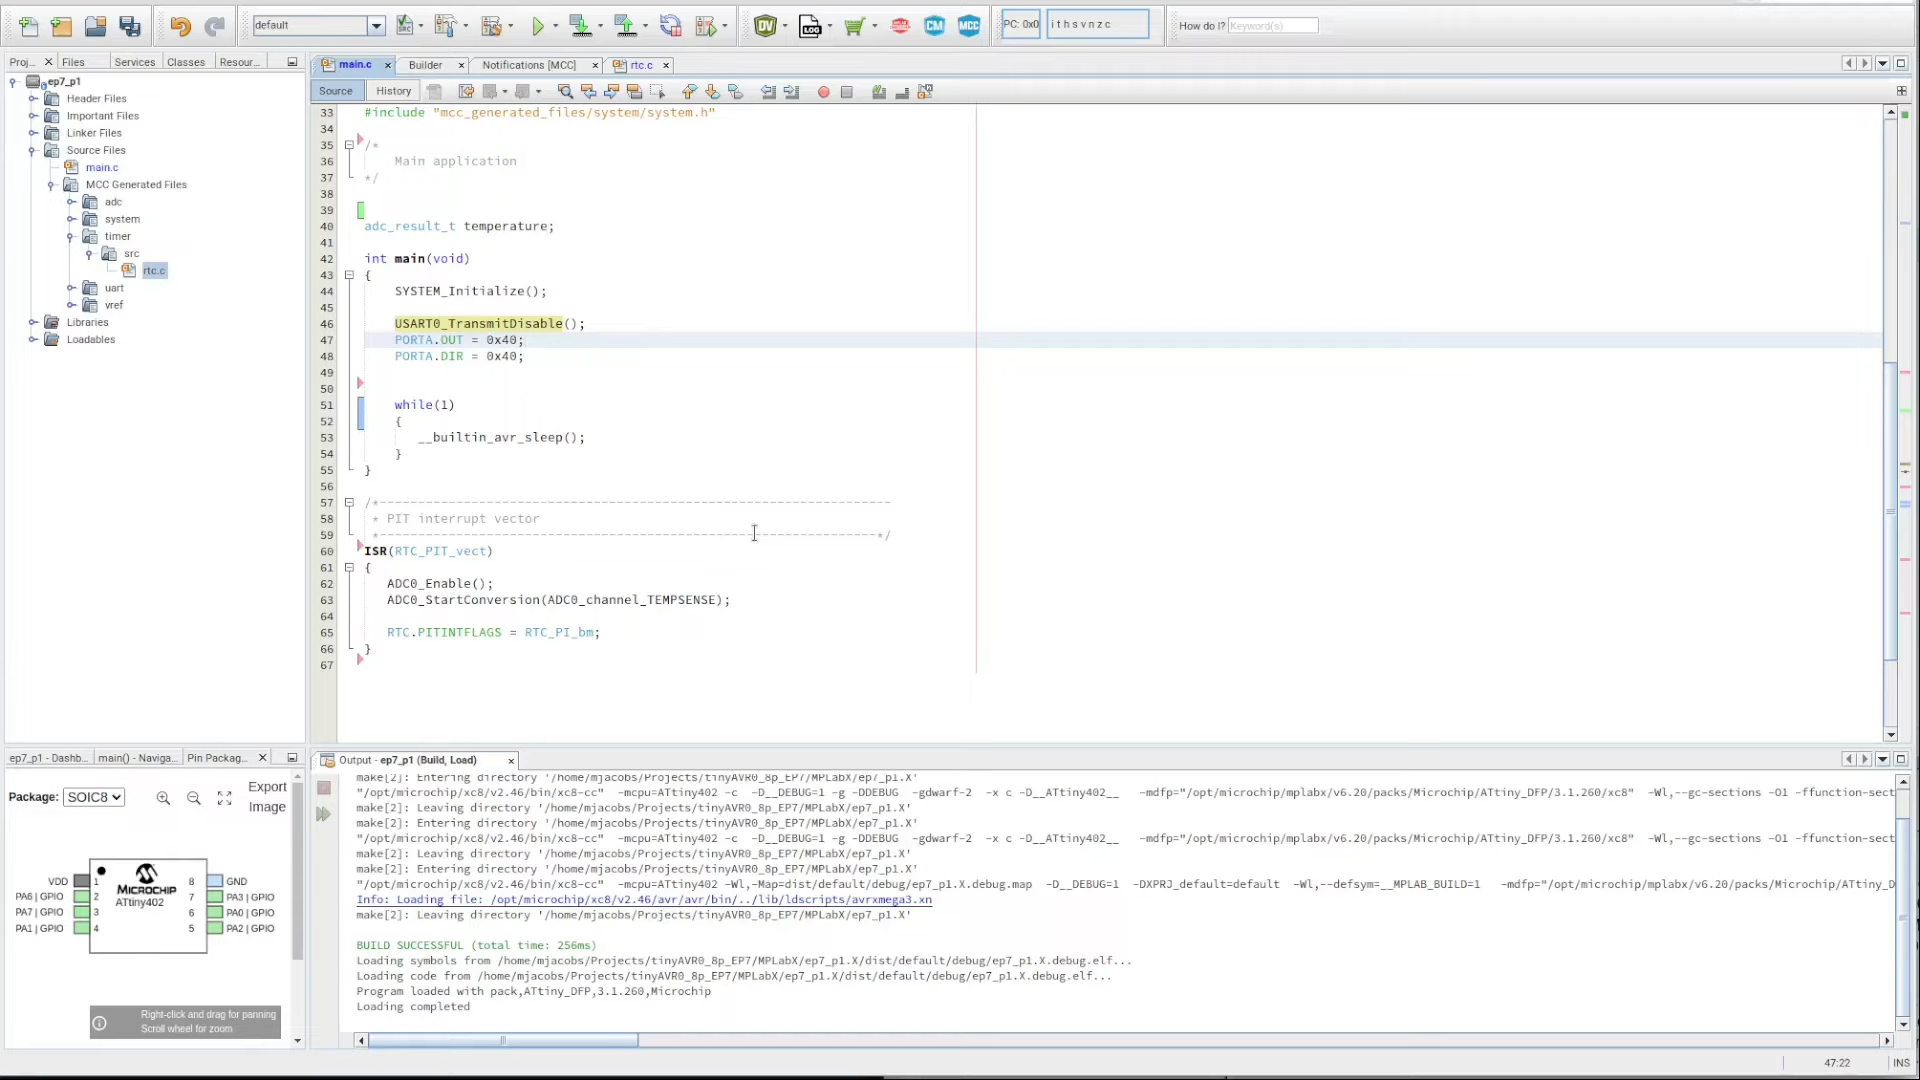 default
PC: 0x0
i t h s v n z c
How do I?
Keyword(s)
Proj...
Files
Services
Classes
Resour...
main.c
Builder
Notifications [MCC]
rtc.c
Source
History
ep7_p1
Header Files
Important Files
Linker Files
Source Files
main.c
MCC Generated Files
adc
system
timer
src
rtc.c
uart
vref
Libraries
Loadables
33 #include "mcc_generated_files/system/system.h"
34
35 /*
36 Main application
37 */
38
39
40 adc_result_t temperature;
41
42 int main(void)
43 {
44 SYSTEM_Initialize();
45
46 USART0_TransmitDisable();
47 PORTA.OUT = 0x40;
48 PORTA.DIR = 0x40;
49
50
51 while(1)
52 {
53 __builtin_avr_sleep();
54 }
55 }
56
57 /*-------------------------------------------------------------------
58 * PIT interrupt vector
59 *------------------------------------------------------------------*/
60 ISR(RTC_PIT_vect)
61 {
62 ADC0_Enable();
63 ADC0_StartConversion(ADC0_channel_TEMPSENSE);
64
65 RTC.PITINTFLAGS = RTC_PI_bm;
66 }
67
ep7_p1 - Dashb...
main() - Naviga...
Pin Packag...
Package:
SOIC8
Export
Image
VDD 1 8 GND
PA6 | GPIO 2 7 PA3 | GPIO
PA7 | GPIO 3 6 PA0 | GPIO
PA1 | GPIO 4 5 PA2 | GPIO
MICROCHIP
ATtiny402
Right-click and drag for panning
Scroll wheel for zoom
Output - ep7_p1 (Build, Load)
make[2]: Entering directory '/home/mjacobs/Projects/tinyAVR0_8p_EP7/MPLabX/ep7_p1.X'
"/opt/microchip/xc8/v2.46/bin/xc8-cc" -mcpu=ATtiny402 -c -D__DEBUG=1 -g -DDEBUG -gdwarf-2 -x c -D__ATtiny402__ -mdfp="/opt/microchip/mplabx/v6.20/packs/Microchip/ATtiny_DFP/3.1.260/xc8" -Wl,--gc-sections -O1 -ffunction-sect
make[2]: Leaving directory '/home/mjacobs/Projects/tinyAVR0_8p_EP7/MPLabX/ep7_p1.X'
make[2]: Entering directory '/home/mjacobs/Projects/tinyAVR0_8p_EP7/MPLabX/ep7_p1.X'
"/opt/microchip/xc8/v2.46/bin/xc8-cc" -mcpu=ATtiny402 -c -D__DEBUG=1 -g -DDEBUG -gdwarf-2 -x c -D__ATtiny402__ -mdfp="/opt/microchip/mplabx/v6.20/packs/Microchip/ATtiny_DFP/3.1.260/xc8" -Wl,--gc-sections -O1 -ffunction-sect
make[2]: Leaving directory '/home/mjacobs/Projects/tinyAVR0_8p_EP7/MPLabX/ep7_p1.X'
make[2]: Entering directory '/home/mjacobs/Projects/tinyAVR0_8p_EP7/MPLabX/ep7_p1.X'
"/opt/microchip/xc8/v2.46/bin/xc8-cc" -mcpu=ATtiny402 -Wl,-Map=dist/default/debug/ep7_p1.X.debug.map -D__DEBUG=1 -DXPRJ_default=default -Wl,--defsym=__MPLAB_BUILD=1 -mdfp="/opt/microchip/mplabx/v6.20/packs/Microchip/ATtiny_D
Info: Loading file: /opt/microchip/xc8/v2.46/avr/avr/bin/../lib/ldscripts/avrxmega3.xn
make[2]: Leaving directory '/home/mjacobs/Projects/tinyAVR0_8p_EP7/MPLabX/ep7_p1.X'
BUILD SUCCESSFUL (total time: 256ms)
Loading symbols from /home/mjacobs/Projects/tinyAVR0_8p_EP7/MPLabX/ep7_p1.X/dist/default/debug/ep7_p1.X.debug.elf...
Loading code from /home/mjacobs/Projects/tinyAVR0_8p_EP7/MPLabX/ep7_p1.X/dist/default/debug/ep7_p1.X.debug.elf...
Program loaded with pack,ATtiny_DFP,3.1.260,Microchip
Loading completed
47:22
INS